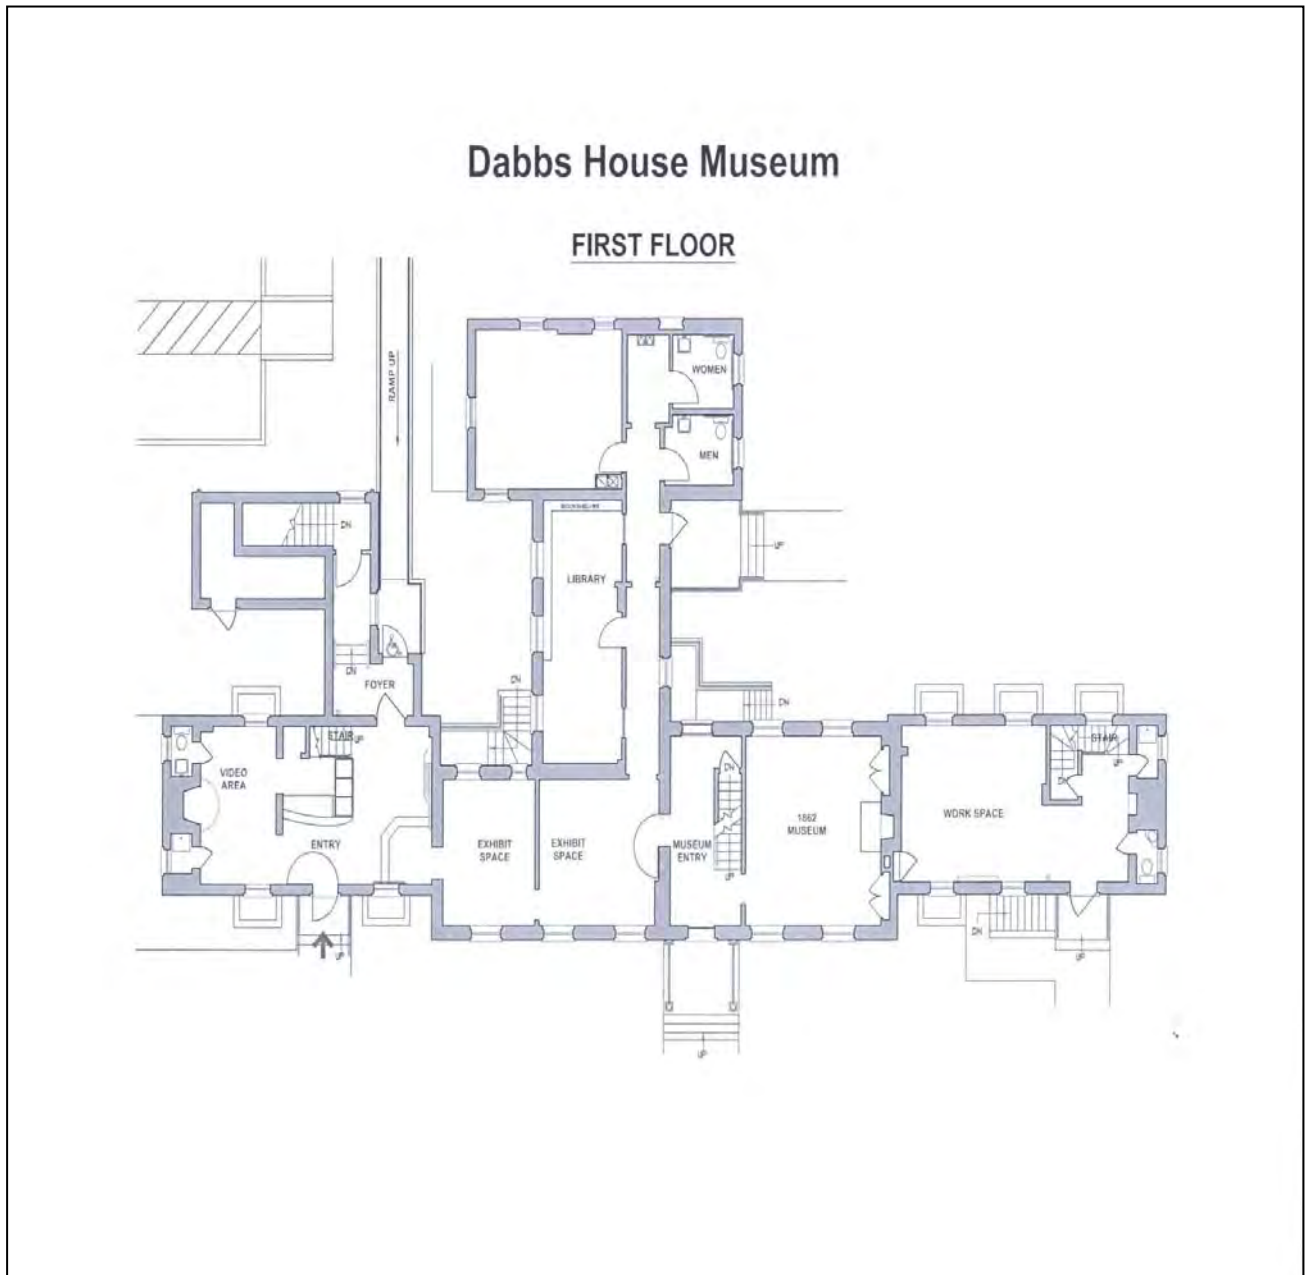 Dabbs House Museum
FIRST FLOOR
RAMP UP
WOMEN
MEN
DN
UP
LIBRARY
DN
FOYER
DN
DN
STAIR
UP
VIDEO
AREA
ENTRY
EXHIBIT
SPACE
EXHIBIT
SPACE
MUSEUM
ENTRY
DN
UP
1862
MUSEUM
WORK SPACE
STAIR
UP
DN
UP
DN
UP
UP